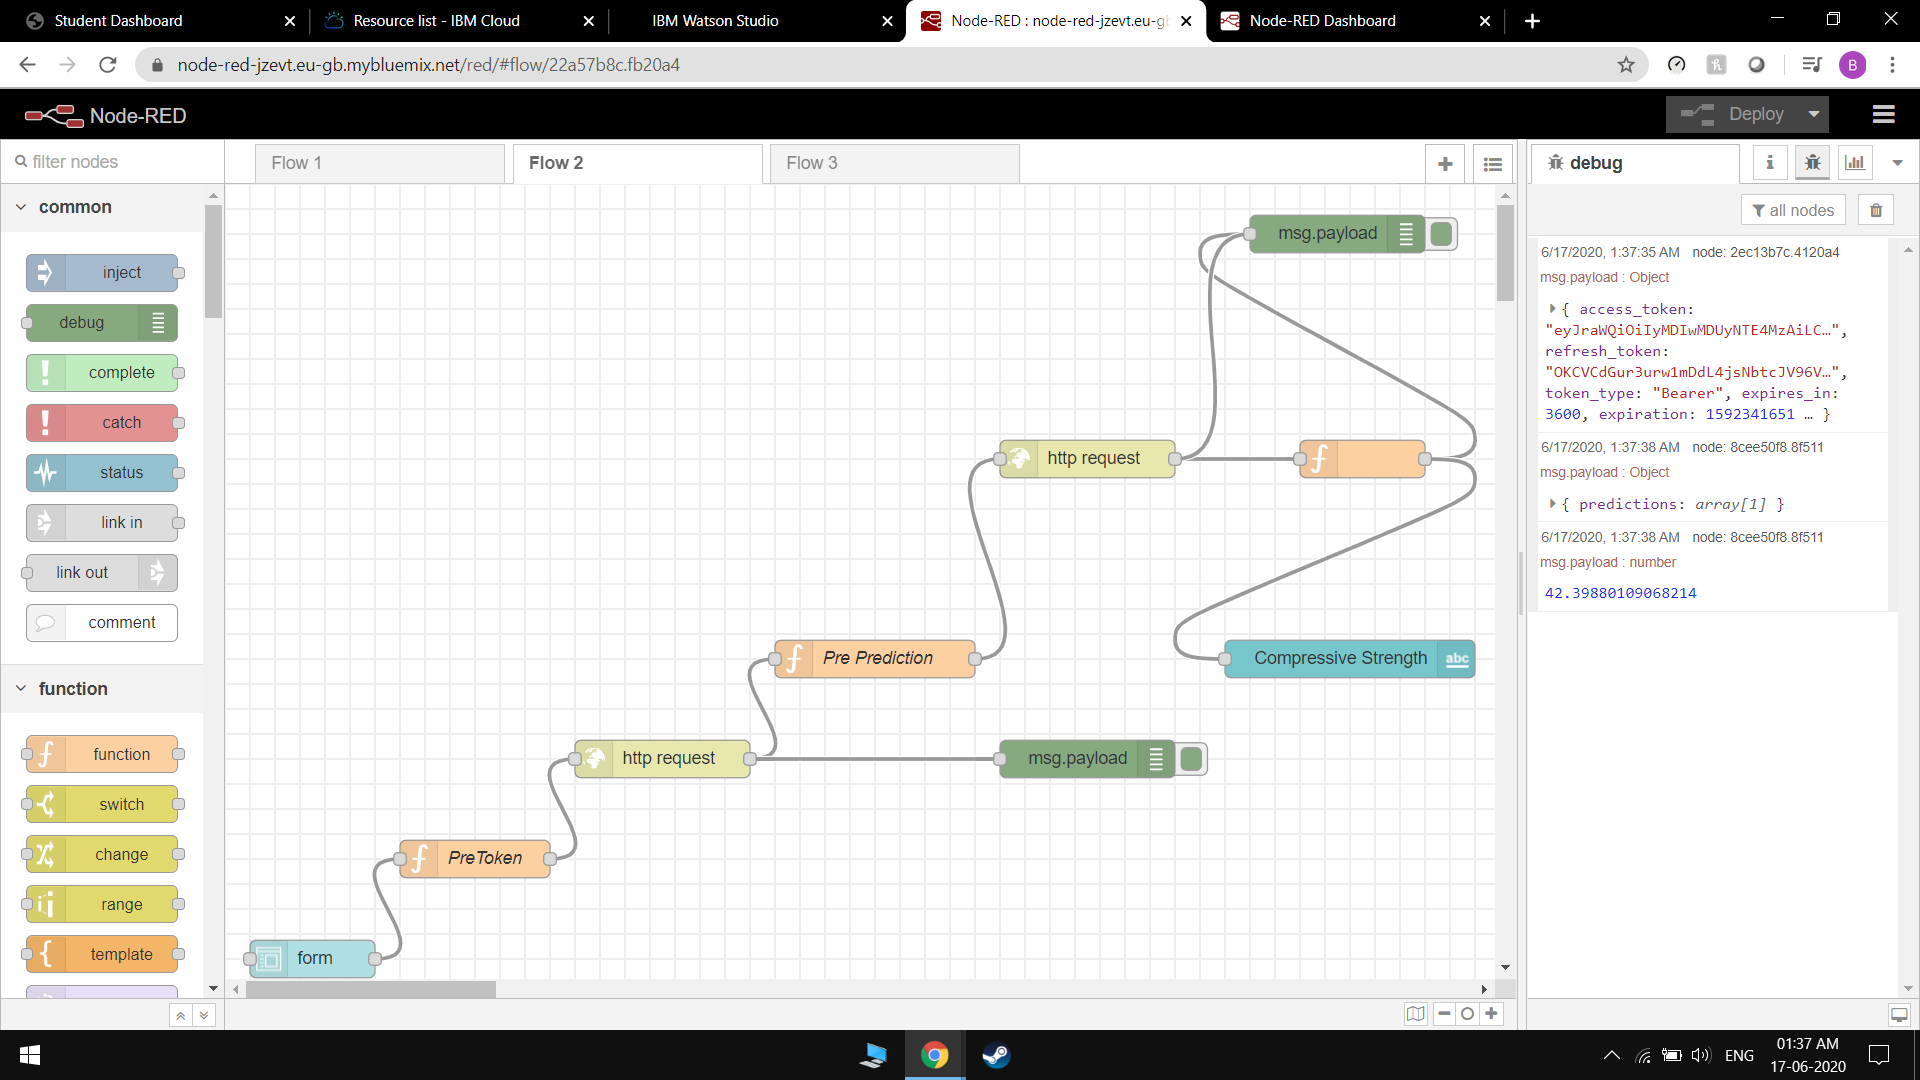 Student Dashboard
Resource list - IBM Cloud
IBM Watson Studio
Node-RED : node-red-jzevt.eu-gb
Node-RED Dashboard
node-red-jzevt.eu-gb.mybluemix.net/red/#flow/22a57b8c.fb20a4
B
Node-RED
Deploy
filter nodes
Flow 1
Flow 2
Flow 3
debug
i
all nodes
common
inject
debug
complete
catch
status
link in
link out
comment
function
function
switch
change
range
template
msg.payload
http request
Pre Prediction
Compressive Strength
abc
http request
msg.payload
PreToken
form
6/17/2020, 1:37:35 AM node: 2ec13b7c.4120a4
msg.payload : Object
{ access_token:
"eyJraWQiOiIyMDIwMDUyNTE4MzAiLC…",
refresh_token:
"OKCVCdGur3urw1mDdL4jsNbtcJV96V…",
token_type: "Bearer", expires_in:
3600, expiration: 1592341651 … }
6/17/2020, 1:37:38 AM node: 8cee50f8.8f511
msg.payload : Object
{ predictions: array[1] }
6/17/2020, 1:37:38 AM node: 8cee50f8.8f511
msg.payload : number
42.39880109068214
ENG
01:37 AM
17-06-2020